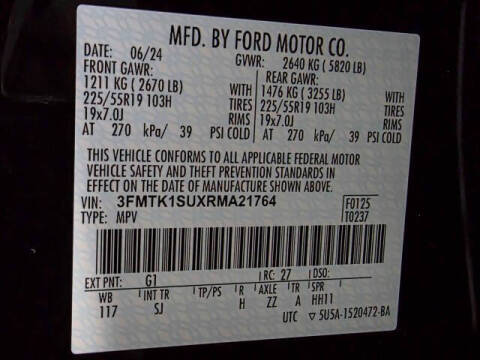 MFD. BY FORD MOTOR CO.
DATE: 06/24 GVWR: 2640 KG ( 5820 LB)
FRONT GAWR: REAR GAWR:
1211 KG ( 2670 LB) WITH 1476 KG ( 3255 LB) WITH
225/55R19 103H TIRES 225/55R19 103H TIRES
19x7.0J RIMS 19x7.0J RIMS
AT 270 kPa/ 39 PSI COLD AT 270 kPa/ 39 PSI COLD
THIS VEHICLE CONFORMS TO ALL APPLICABLE FEDERAL MOTOR
VEHICLE SAFETY AND THEFT PREVENTION STANDARDS IN
EFFECT ON THE DATE OF MANUFACTURE SHOWN ABOVE.
VIN: 3FMTK1SUXRMA21764 F0125
TYPE: MPV T0237
EXT PNT: G1 RC: 27 DSO:
WB INT TR TP/PS R AXLE TR SPR
117 SJ H ZZ A HH11
UTC 5U5A-1520472-BA